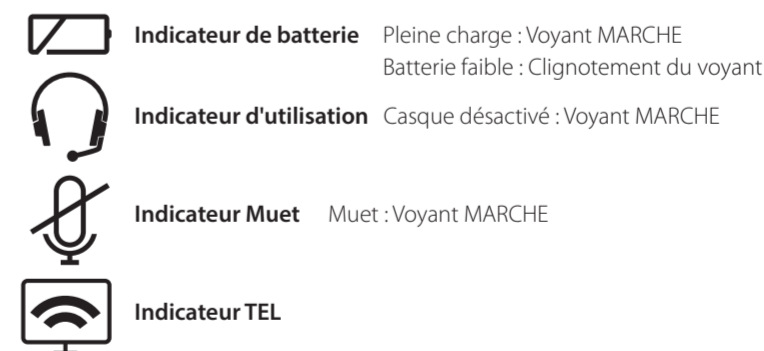 Indicateur de batterie Pleine charge : Voyant MARCHE
Batterie faible : Clignotement du voyant
Indicateur d'utilisation Casque désactivé : Voyant MARCHE
Indicateur Muet Muet : Voyant MARCHE
Indicateur TEL